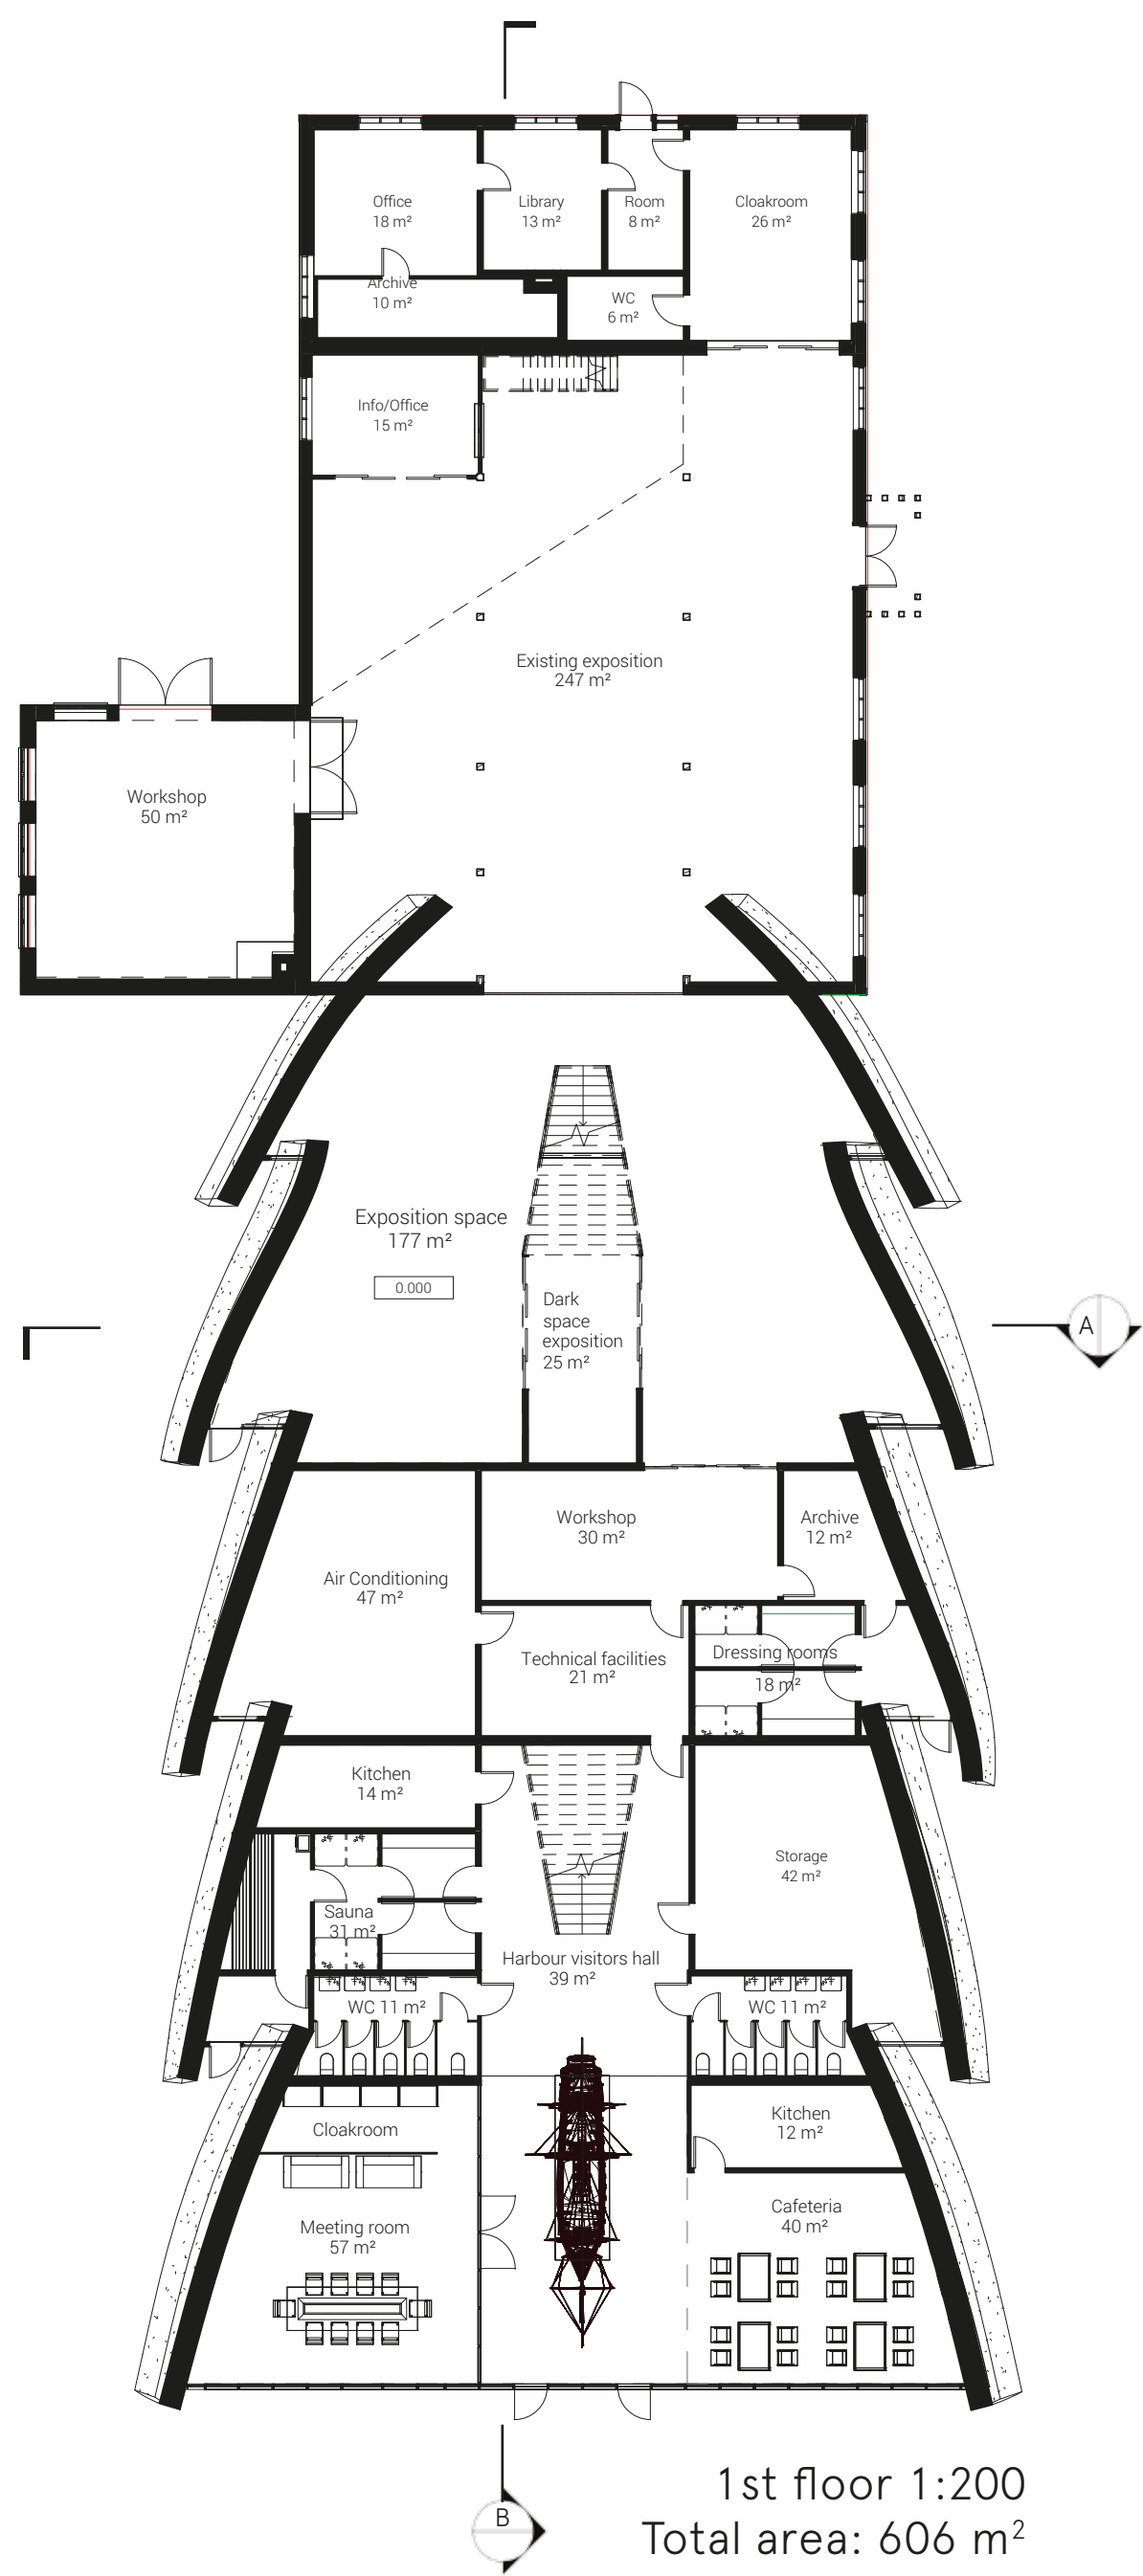 Office
18 m²
Library
13 m²
Room
8 m²
Cloakroom
26 m²
Archive
10 m²
WC
6 m²
Info/Office
15 m²
Existing exposition
247 m²
Workshop
50 m²
Exposition space
177 m²
0.000
Dark
space
exposition
25 m²
A
Workshop
30 m²
Archive
12 m²
Air Conditioning
47 m²
Technical facilities
21 m²
Dressing rooms
18 m²
Kitchen
14 m²
Storage
42 m²
Sauna
31 m²
Harbour visitors hall
39 m²
WC 11 m²
WC 11 m²
Cloakroom
Kitchen
12 m²
Meeting room
57 m²
Cafeteria
40 m²
B
1st floor 1:200
Total area: 606 m²